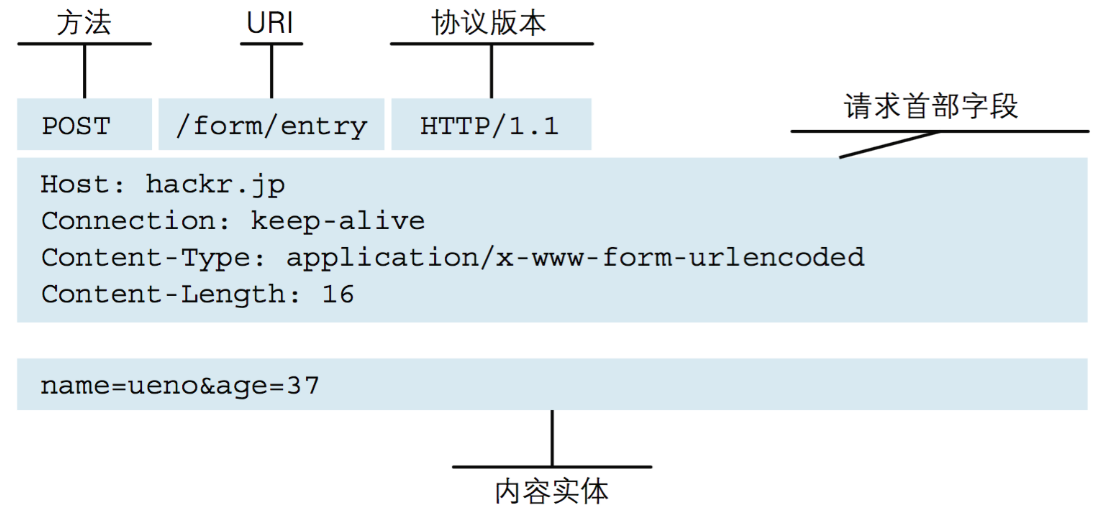 方法 URI 协议版本
请求首部字段
POST /form/entry HTTP/1.1
Host: hackr.jp
Connection: keep-alive
Content-Type: application/x-www-form-urlencoded
Content-Length: 16
name=ueno&age=37
内容实体